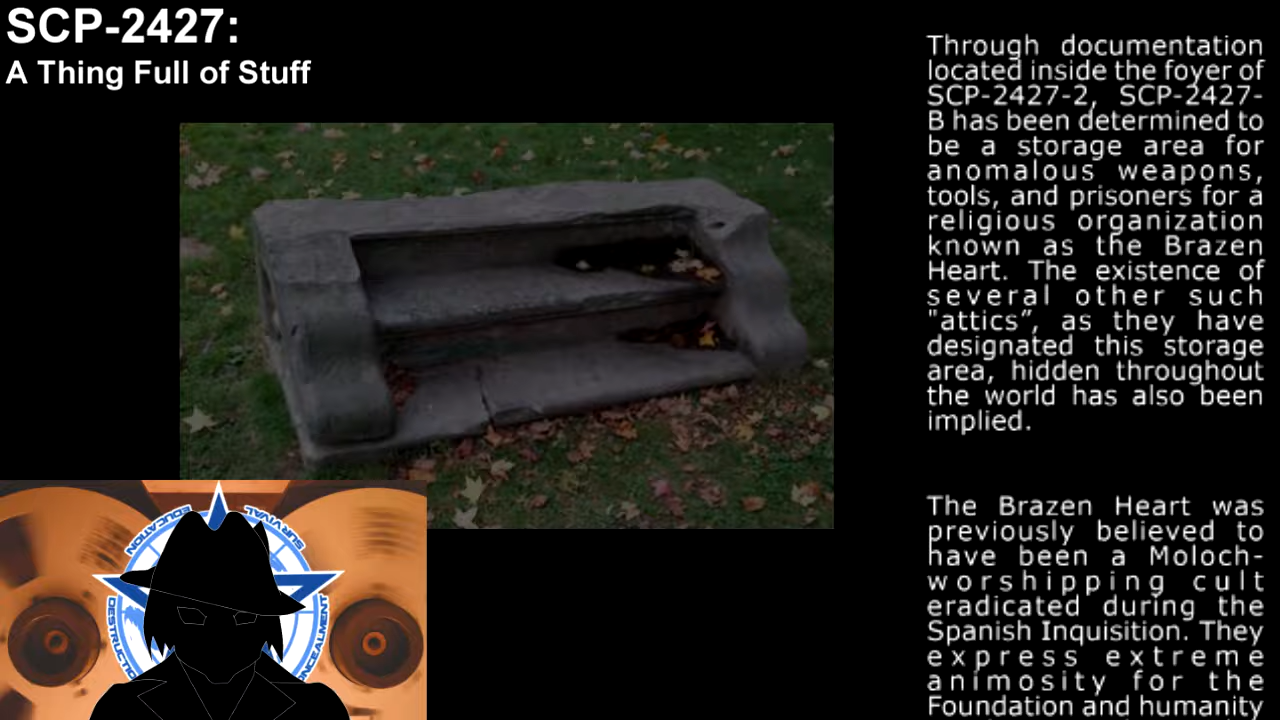 SCP-2427:
A Thing Full of Stuff
Through documentation
located inside the foyer of
SCP-2427-2, SCP-2427-
B has been determined to
be a storage area for
anomalous weapons,
tools, and prisoners for a
religious organization
known as the Brazen
Heart. The existence of
several other such
"attics”, as they have
designated this storage
area, hidden throughout
the world has also been
implied.
The Brazen Heart was
previously believed to
have been a Moloch-
worshipping cult
eradicated during the
Spanish Inquisition. They
express extreme
animosity for the
Foundation and humanity
EDUCATION
SURVIVAL